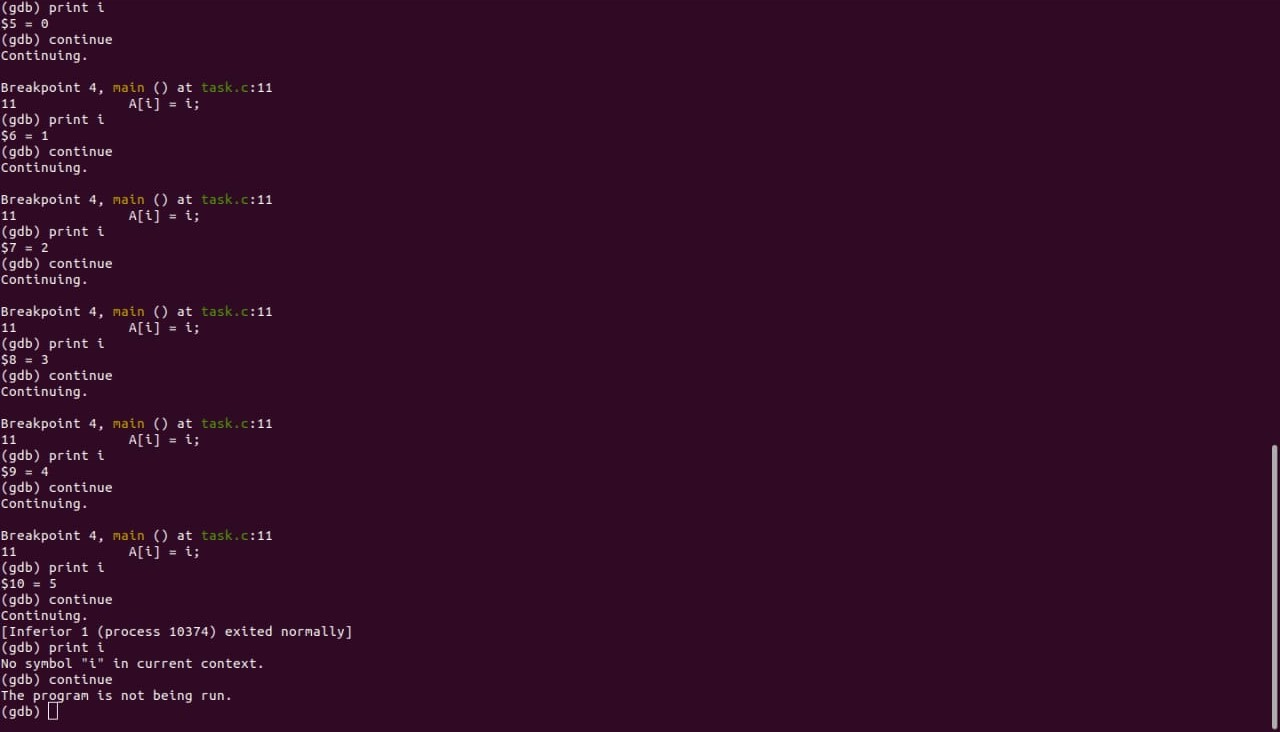 (gdb) print i
$5 = 0
(gdb) continue
Continuing.

Breakpoint 4, main () at task.c:11
11              A[i] = i;
(gdb) print i
$6 = 1
(gdb) continue
Continuing.

Breakpoint 4, main () at task.c:11
11              A[i] = i;
(gdb) print i
$7 = 2
(gdb) continue
Continuing.

Breakpoint 4, main () at task.c:11
11              A[i] = i;
(gdb) print i
$8 = 3
(gdb) continue
Continuing.

Breakpoint 4, main () at task.c:11
11              A[i] = i;
(gdb) print i
$9 = 4
(gdb) continue
Continuing.

Breakpoint 4, main () at task.c:11
11              A[i] = i;
(gdb) print i
$10 = 5
(gdb) continue
Continuing.
[Inferior 1 (process 10374) exited normally]
(gdb) print i
No symbol "i" in current context.
(gdb) continue
The program is not being run.
(gdb)